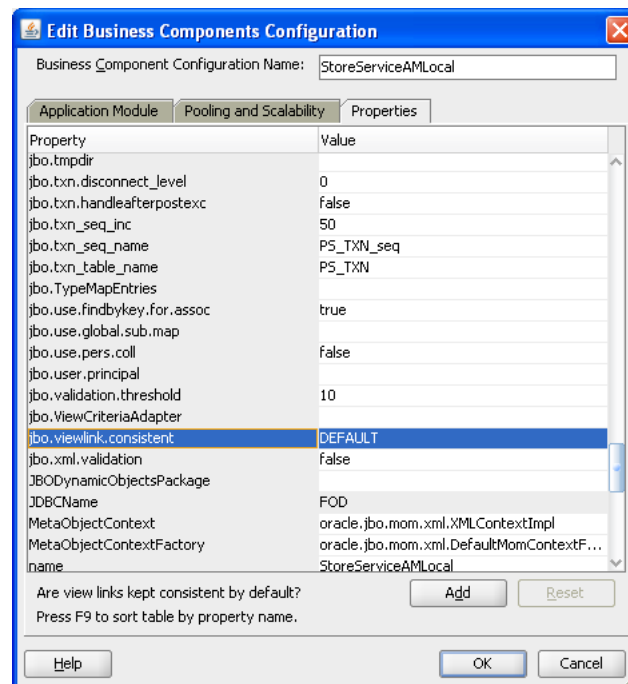 Edit Business Components Configuration
Business Component Configuration Name: StoreServiceAMLocal
Application Module Pooling and Scalability Properties
Property Value
jbo.tmpdir
jbo.txn.disconnect_level 0
jbo.txn.handleafterpostexc false
jbo.txn_seq_inc 50
jbo.txn_seq_name PS_TXN_seq
jbo.txn_table_name PS_TXN
jbo.TypeMapEntries
jbo.use.findbykey.for.assoc true
jbo.use.global.sub.map
jbo.use.pers.coll false
jbo.user.principal
jbo.validation.threshold 10
jbo.ViewCriteriaAdapter
jbo.viewlink.consistent DEFAULT
jbo.xml.validation false
JBODynamicObjectsPackage
JDBCName FOD
MetaObjectContext oracle.jbo.mom.xml.XMLContextImpl
MetaObjectContextFactory oracle.jbo.mom.xml.DefaultMomContextF...
name StoreServiceAMLocal
Are view links kept consistent by default? Add Reset
Press F9 to sort table by property name.
Help OK Cancel